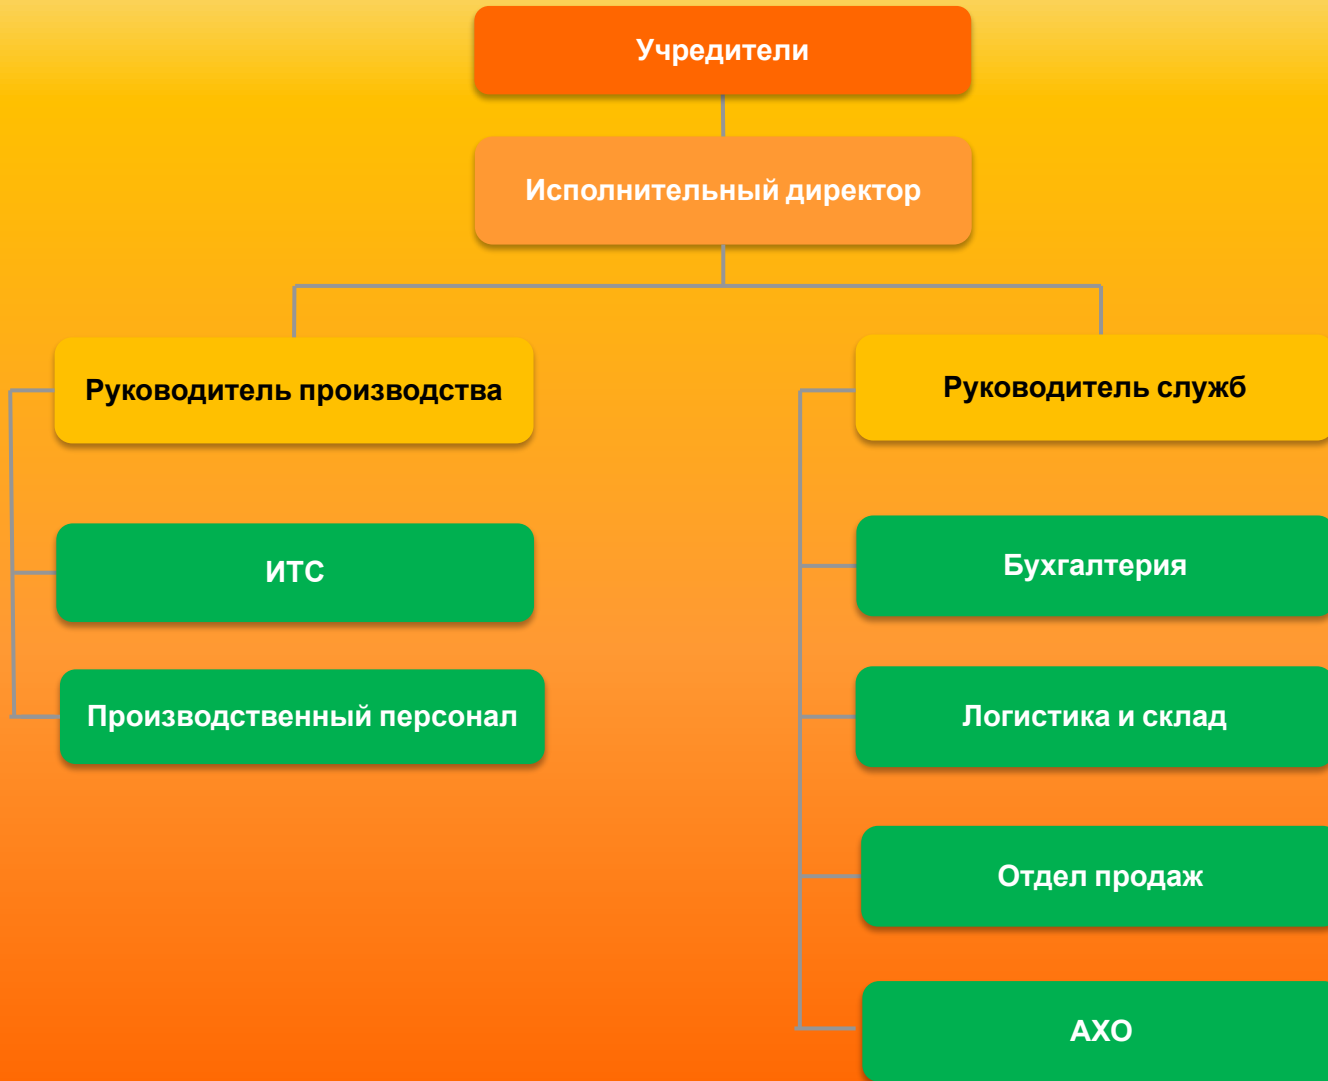 Учредители
Исполнительный директор
Руководитель производства
ИТС
Производственный персонал
Руководитель служб
Бухгалтерия
Логистика и склад
Отдел продаж
АХО